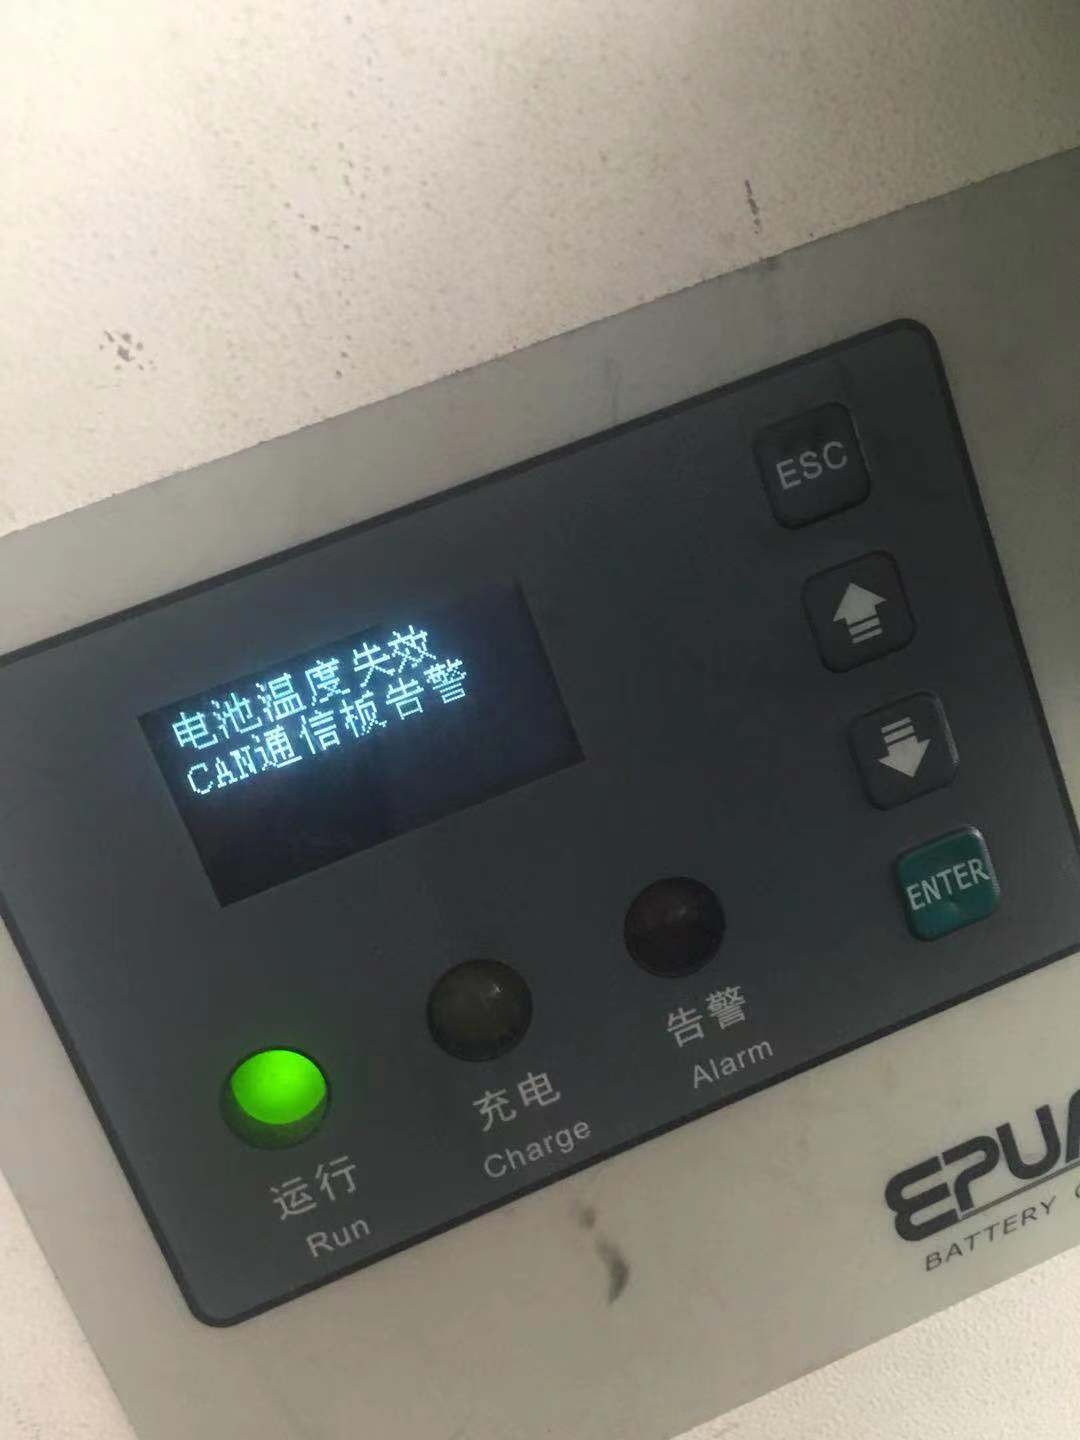 电池温度失效
CAN通信板告警
ESC
ENTER
告警
Alarm
充电
Charge
运行
Run
EPUA
BATTERY